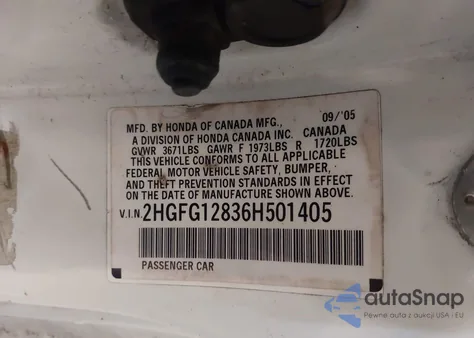 MFD. BY HONDA OF CANADA MFG., 09/'05
A DIVISION OF HONDA CANADA INC. CANADA
GVWR 3671LBS GAWR F 1973LBS R 1720LBS
THIS VEHICLE CONFORMS TO ALL APPLICABLE
FEDERAL MOTOR VEHICLE SAFETY, BUMPER,
AND THEFT PREVENTION STANDARDS IN EFFECT
ON THE DATE OF MANUFACTURE SHOWN ABOVE.
V.I.N. 2HGFG12836H501405
PASSENGER CAR
autoSnap
Pewne auta z aukcji USA i EU